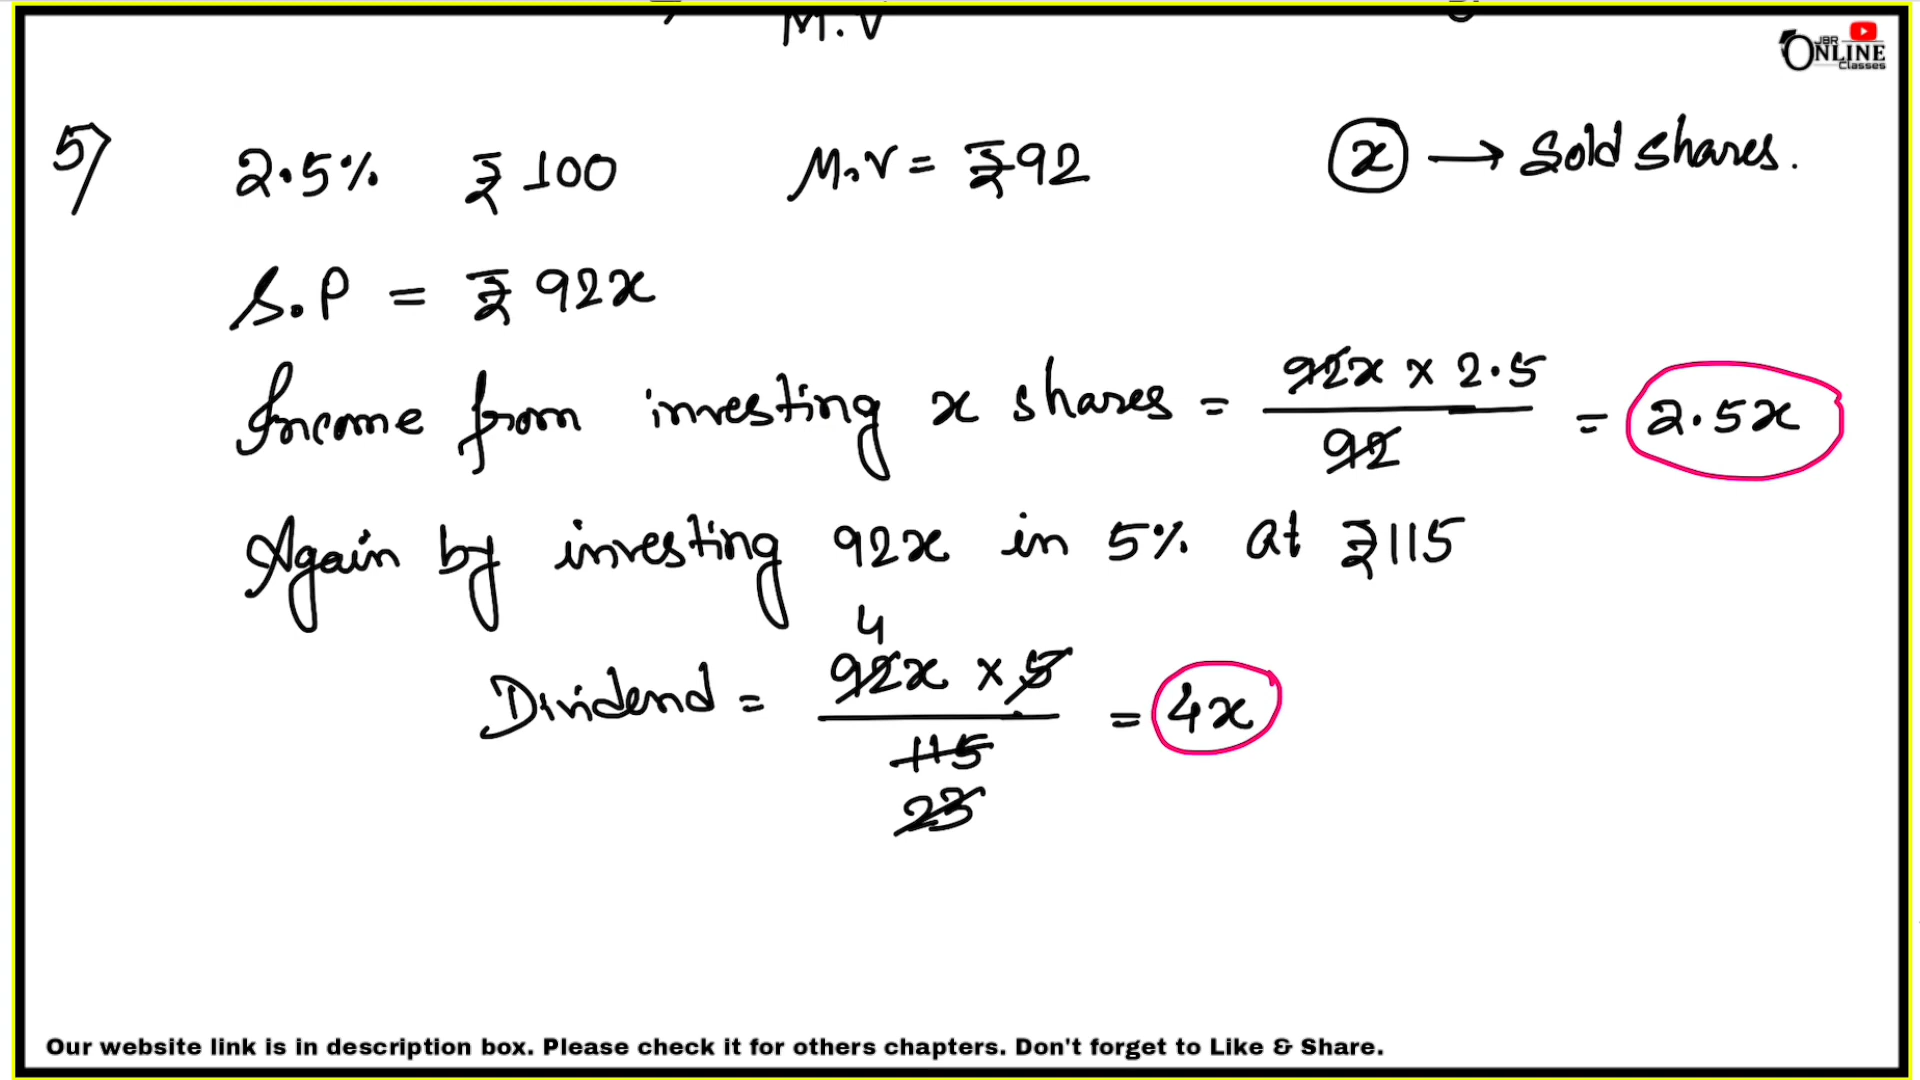 M.V
JBR
ONLINE
Classes
5) 2.5% ₹ 100 M.V = ₹92 x → Sold shares.
S.P = ₹ 92x
Income from investing x shares = 92x × 2.5 / 92 = 2.5x
Again by investing 92x in 5% at ₹115
4
Dividend = 92x × 5 / 115 = 4x
23
Our website link is in description box. Please check it for others chapters. Don't forget to Like & Share.